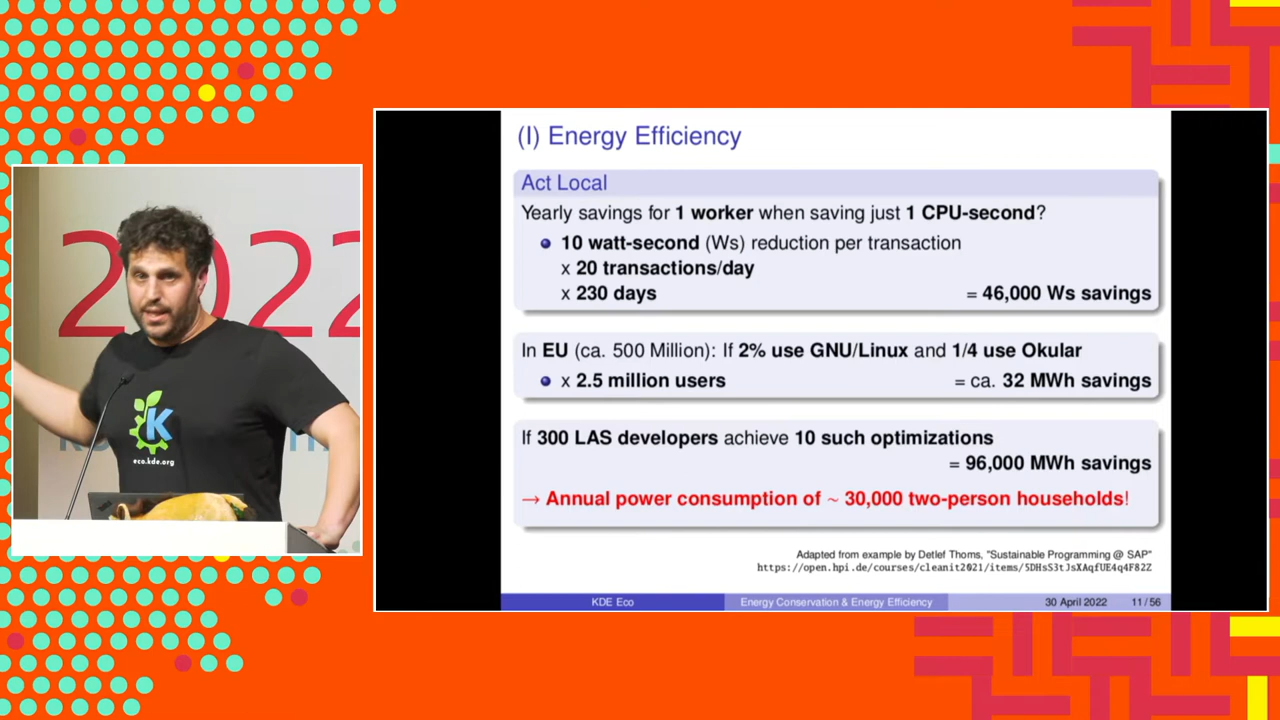 2022
K
eco.kde.org
(I) Energy Efficiency
Act Local
Yearly savings for 1 worker when saving just 1 CPU-second?
10 watt-second (Ws) reduction per transaction
x 20 transactions/day
x 230 days = 46,000 Ws savings
In EU (ca. 500 Million): If 2% use GNU/Linux and 1/4 use Okular
x 2.5 million users = ca. 32 MWh savings
If 300 LAS developers achieve 10 such optimizations
= 96,000 MWh savings
→ Annual power consumption of ~ 30,000 two-person households!
Adapted from example by Detlef Thoms, "Sustainable Programming @ SAP"
https://open.hpi.de/courses/cleanit2021/items/5DHsS3tJsXAqfUE4q4F82Z
KDE Eco Energy Conservation & Energy Efficiency 30 April 2022 11/56